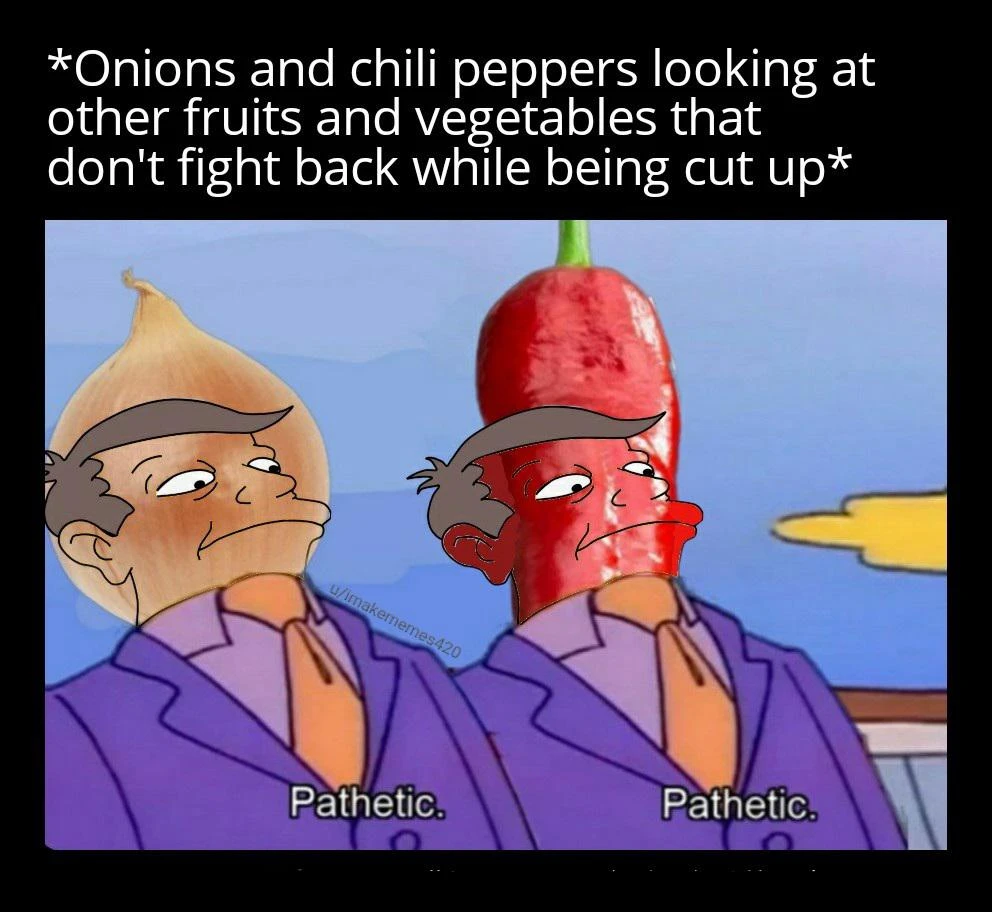 *Onions and chili peppers looking at
other fruits and vegetables that
don't fight back while being cut up*
u/imakememes420
Pathetic.
Pathetic.